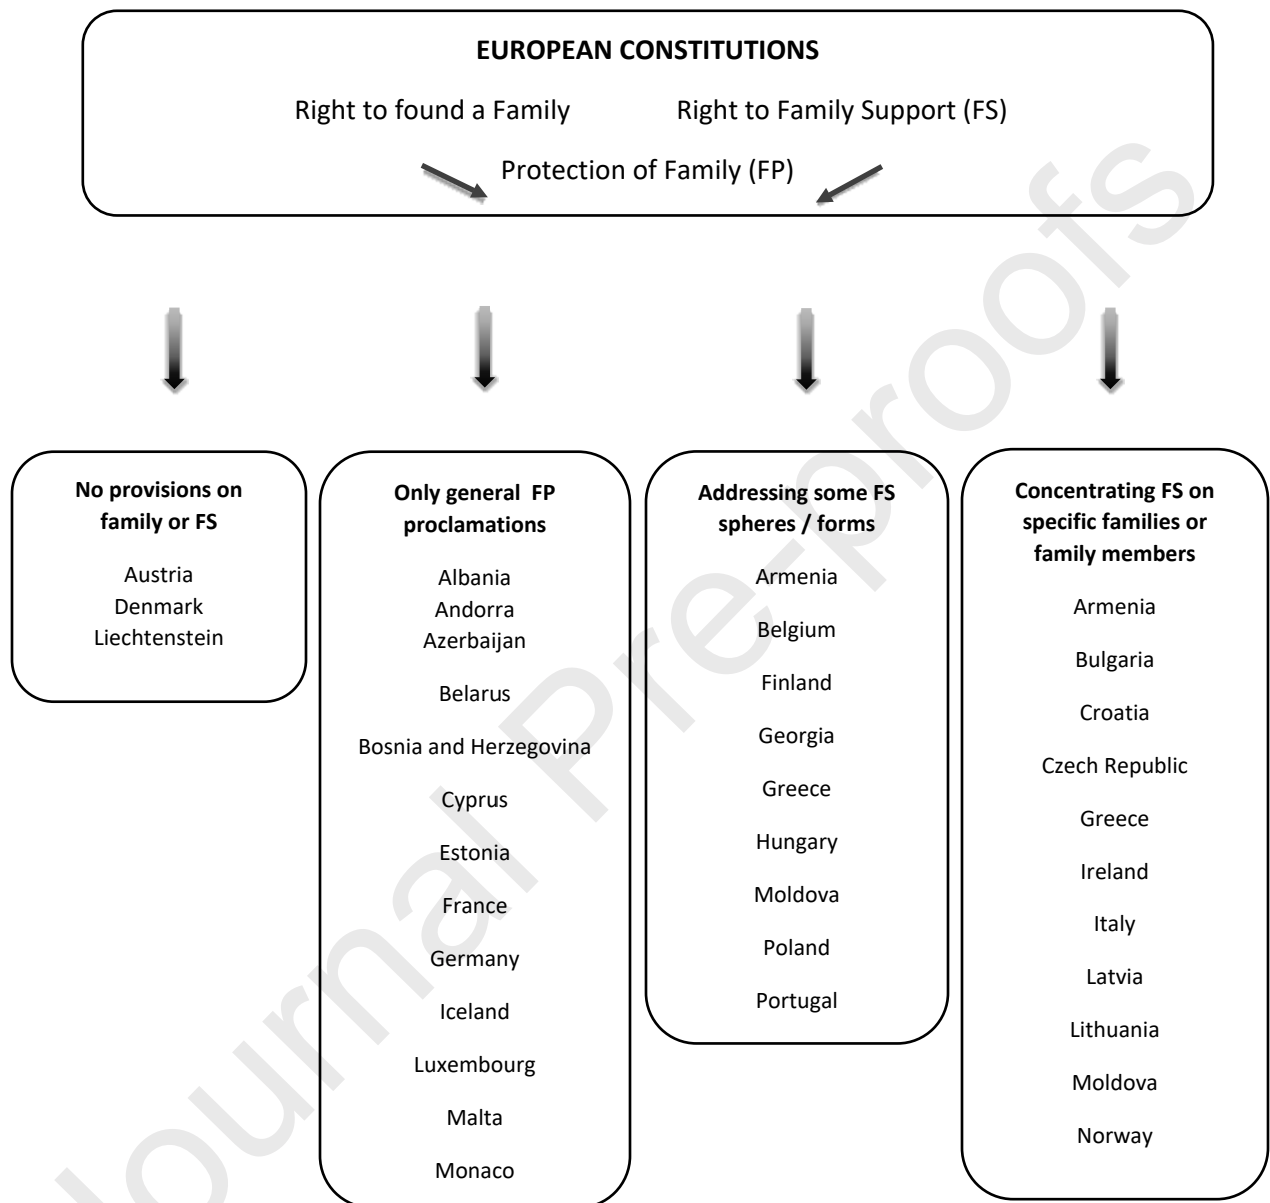 EUROPEAN CONSTITUTIONS
Right to found a Family
Right to Family Support (FS)
Protection of Family (FP)
No provisions on
family or FS
Austria
Denmark
Liechtenstein
Only general FP
proclamations
Albania
Andorra
Azerbaijan
Belarus
Bosnia and Herzegovina
Cyprus
Estonia
France
Germany
Iceland
Luxembourg
Malta
Monaco
Addressing some FS
spheres / forms
Armenia
Belgium
Finland
Georgia
Greece
Hungary
Moldova
Poland
Portugal
Concentrating FS on
specific families or
family members
Armenia
Bulgaria
Croatia
Czech Republic
Greece
Ireland
Italy
Latvia
Lithuania
Moldova
Norway
Journal Pre-proofs